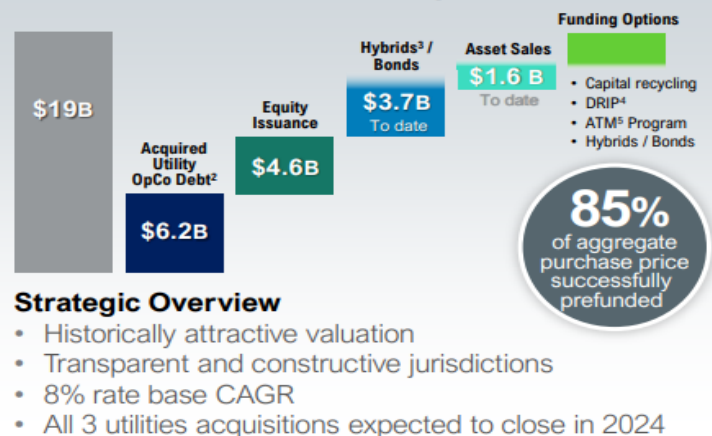 Funding Options
Hybrids³ /
Bonds
Asset Sales
$19B
$3.7B
To date
$1.6 B
To date
• Capital recycling
• DRIP⁴
• ATM⁵ Program
• Hybrids / Bonds
Equity
Issuance
$4.6B
Acquired
Utility
OpCo Debt²
$6.2B
85%
of aggregate
purchase price
successfully
prefunded
Strategic Overview
• Historically attractive valuation
• Transparent and constructive jurisdictions
• 8% rate base CAGR
• All 3 utilities acquisitions expected to close in 2024